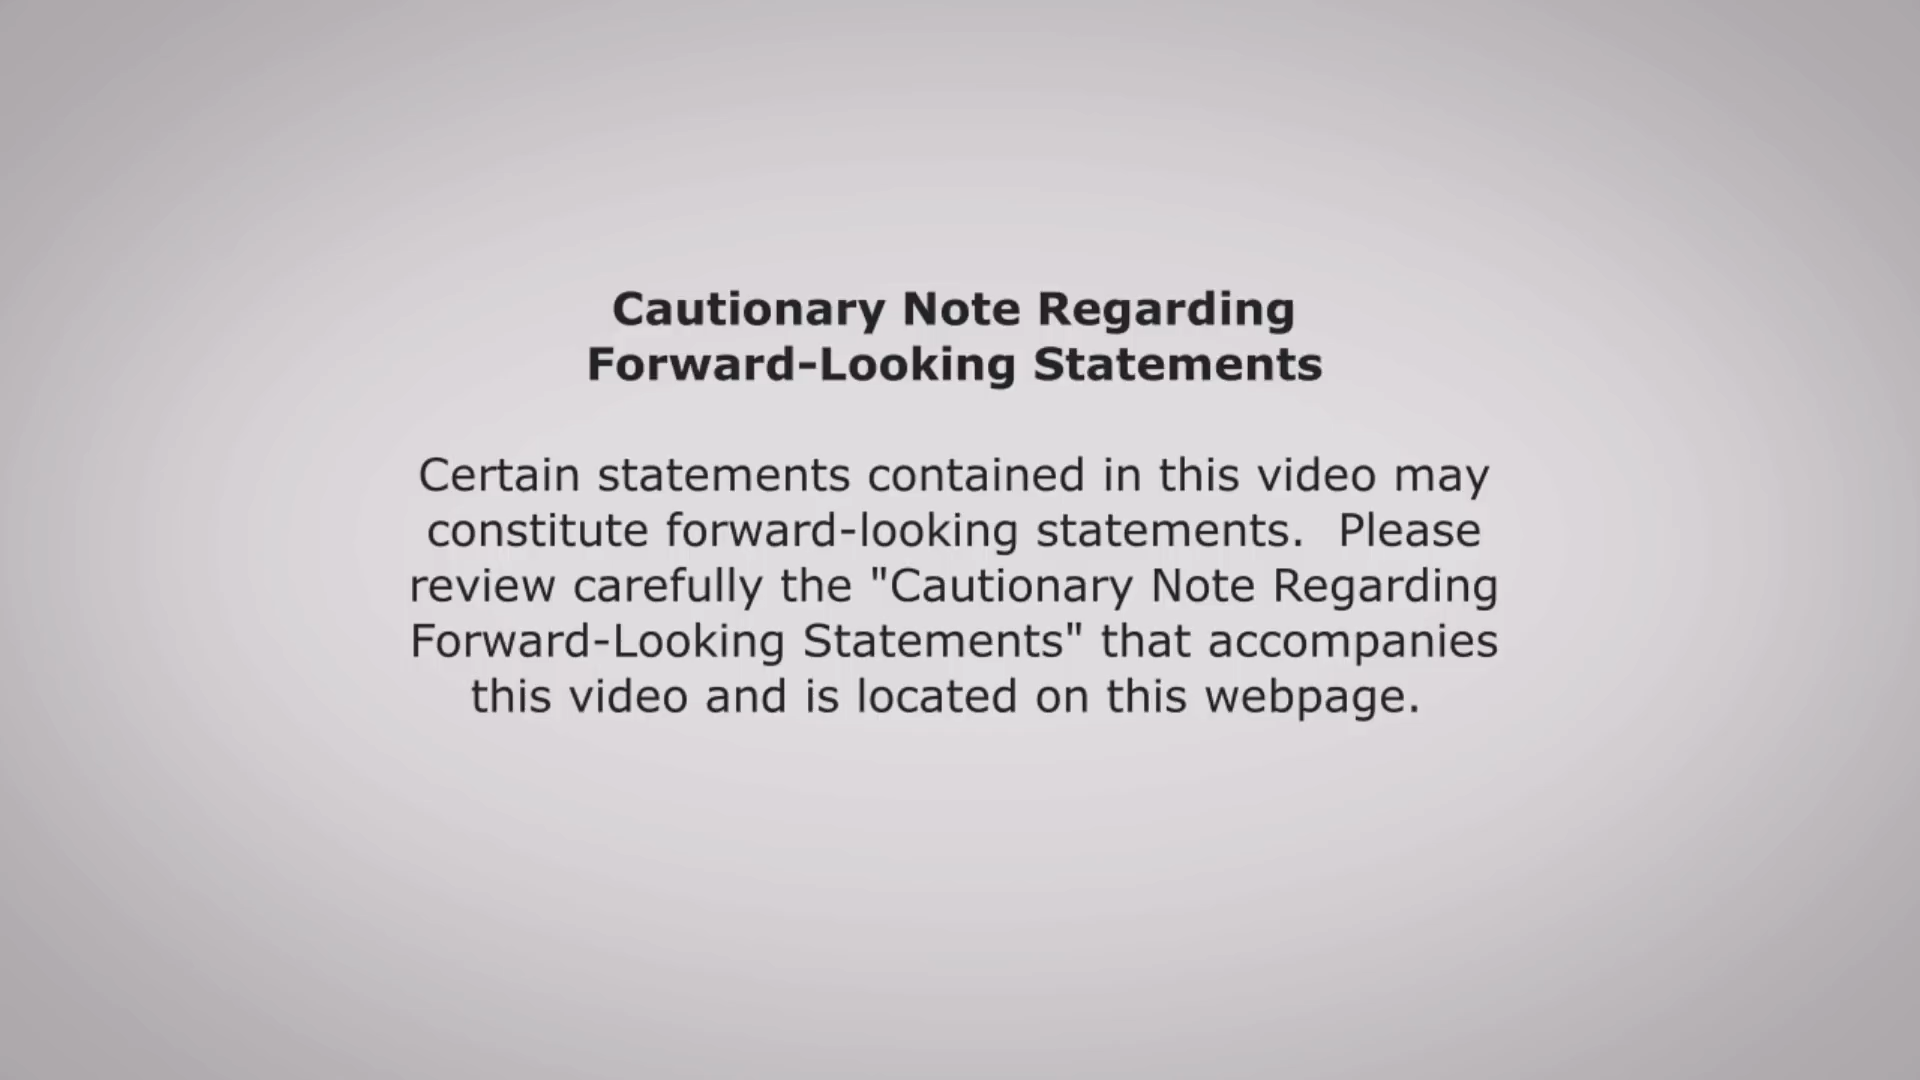 Cautionary Note Regarding
Forward-Looking Statements
Certain statements contained in this video may
constitute forward-looking statements.  Please
review carefully the "Cautionary Note Regarding
Forward-Looking Statements" that accompanies
this video and is located on this webpage.